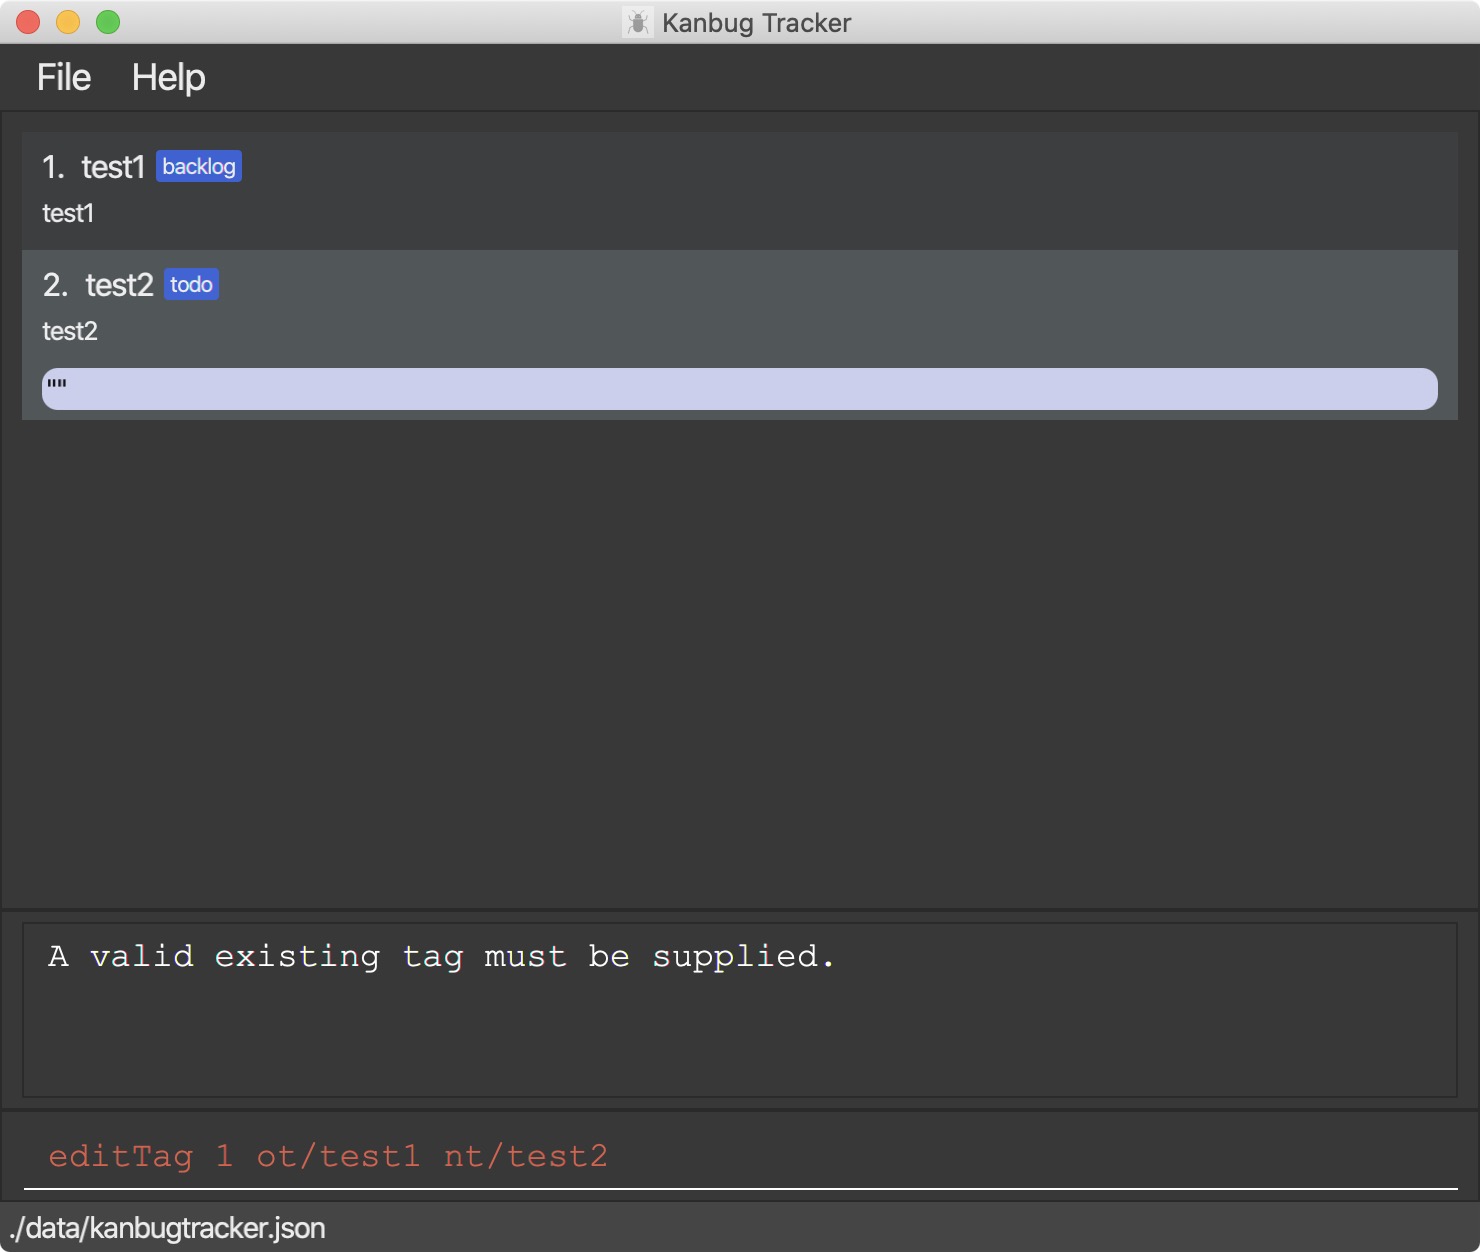 Kanbug Tracker
File Help
1. test1 backlog
test1
2. test2 todo
test2
""
A valid existing tag must be supplied.
editTag 1 ot/test1 nt/test2
./data/kanbugtracker.json